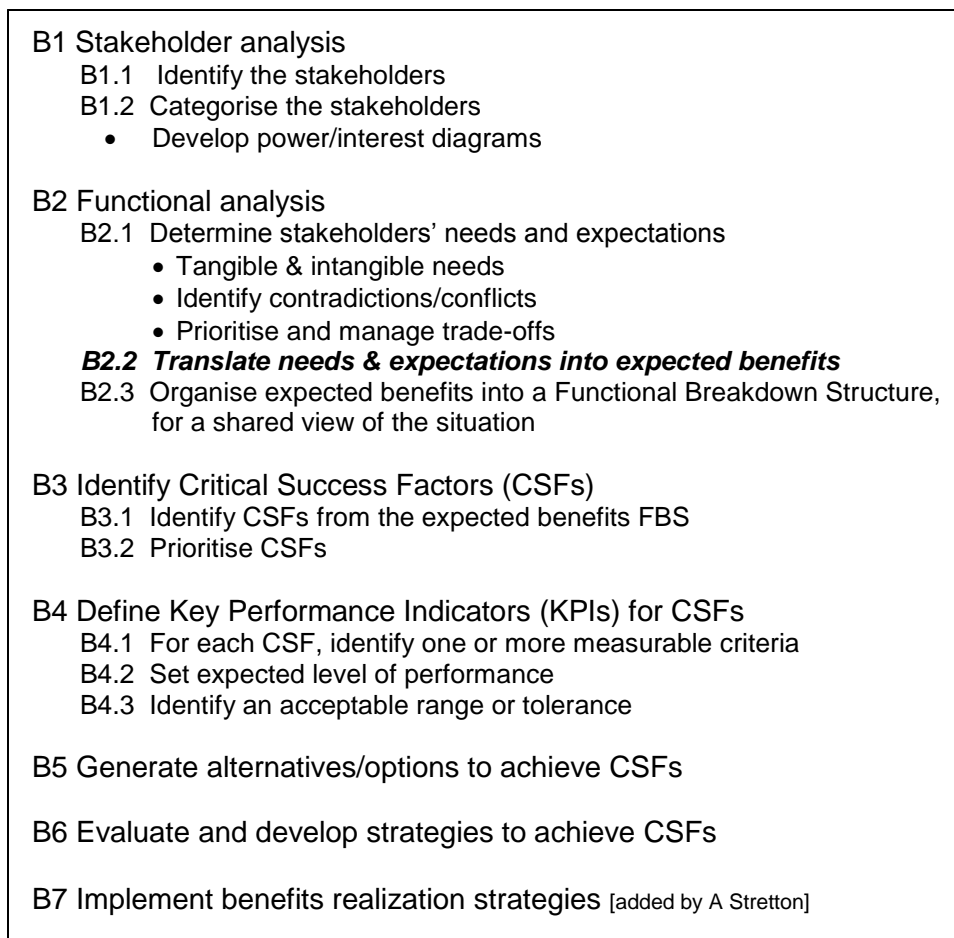 B1 Stakeholder analysis
B1.1 Identify the stakeholders
B1.2 Categorise the stakeholders
• Develop power/interest diagrams
B2 Functional analysis
B2.1 Determine stakeholders’ needs and expectations
• Tangible & intangible needs
• Identify contradictions/conflicts
• Prioritise and manage trade-offs
B2.2 Translate needs & expectations into expected benefits
B2.3 Organise expected benefits into a Functional Breakdown Structure,
for a shared view of the situation
B3 Identify Critical Success Factors (CSFs)
B3.1 Identify CSFs from the expected benefits FBS
B3.2 Prioritise CSFs
B4 Define Key Performance Indicators (KPIs) for CSFs
B4.1 For each CSF, identify one or more measurable criteria
B4.2 Set expected level of performance
B4.3 Identify an acceptable range or tolerance
B5 Generate alternatives/options to achieve CSFs
B6 Evaluate and develop strategies to achieve CSFs
B7 Implement benefits realization strategies [added by A Stretton]